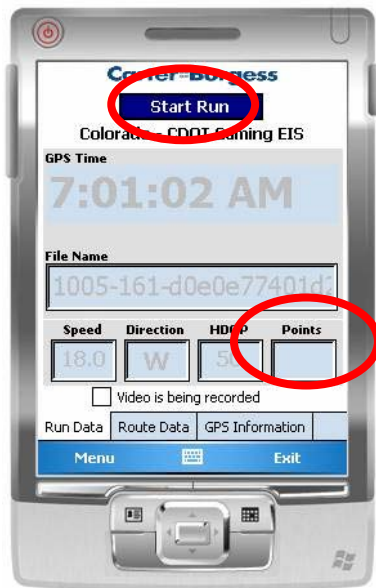 Carter=Burgess
Start Run
Colorado - CDOT Gaming EIS
GPS Time
7:01:02 AM
File Name
1005-161-d0e0e77401d2
Speed Direction HDOP Points
18.0 W 50
Video is being recorded
Run Data Route Data GPS Information
Menu Exit